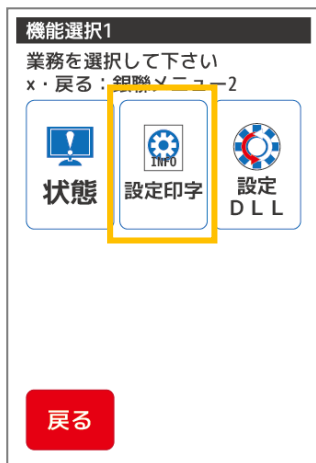 機能選択1
業務を選択して下さい
x・戻る：銀聯メニュー2
状態
INFO
設定印字
設定
ＤＬＬ
戻る